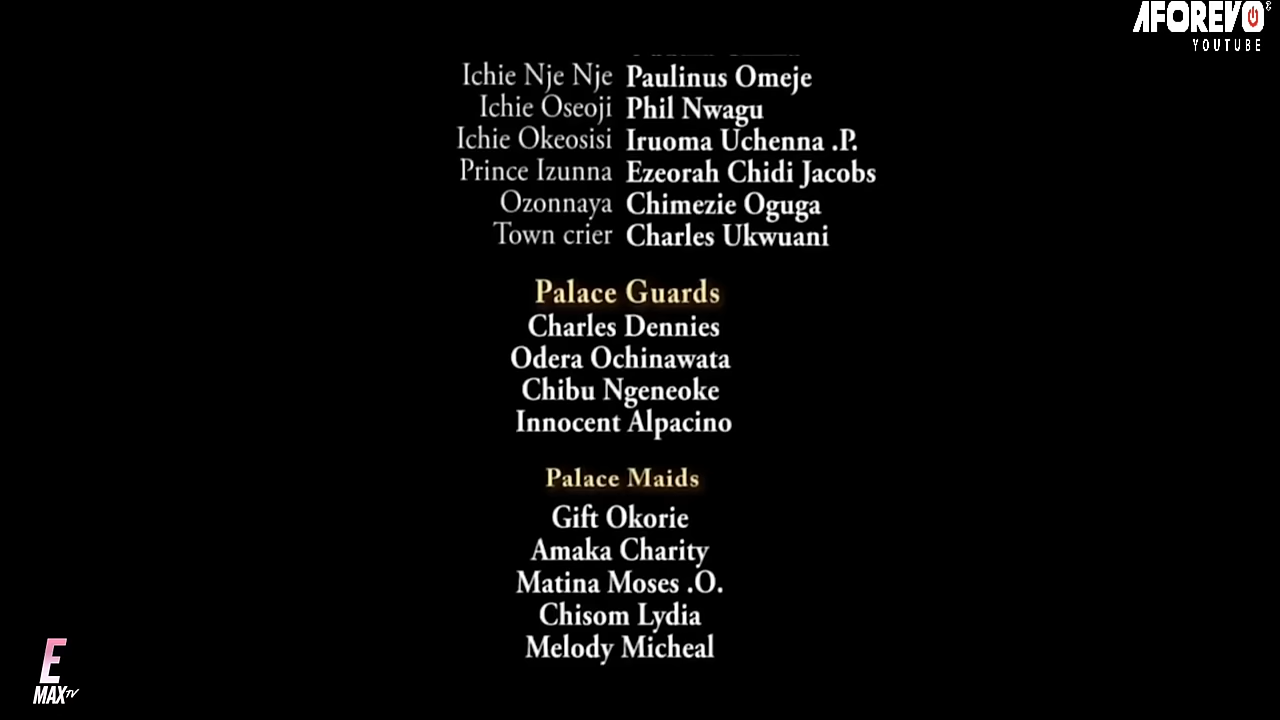 AFOREVO
YOUTUBE
Ichie Nje Nje Paulinus Omeje
Ichie Oseoji Phil Nwagu
Ichie Okeosisi Iruoma Uchenna .P.
Prince Izunna Ezeorah Chidi Jacobs
Ozonnaya Chimezie Oguga
Town crier Charles Ukwuani
Palace Guards
Charles Dennies
Odera Ochinawata
Chibu Ngeneoke
Innocent Alpacino
Palace Maids
Gift Okorie
Amaka Charity
Matina Moses .O.
Chisom Lydia
Melody Micheal
E
MAXTV